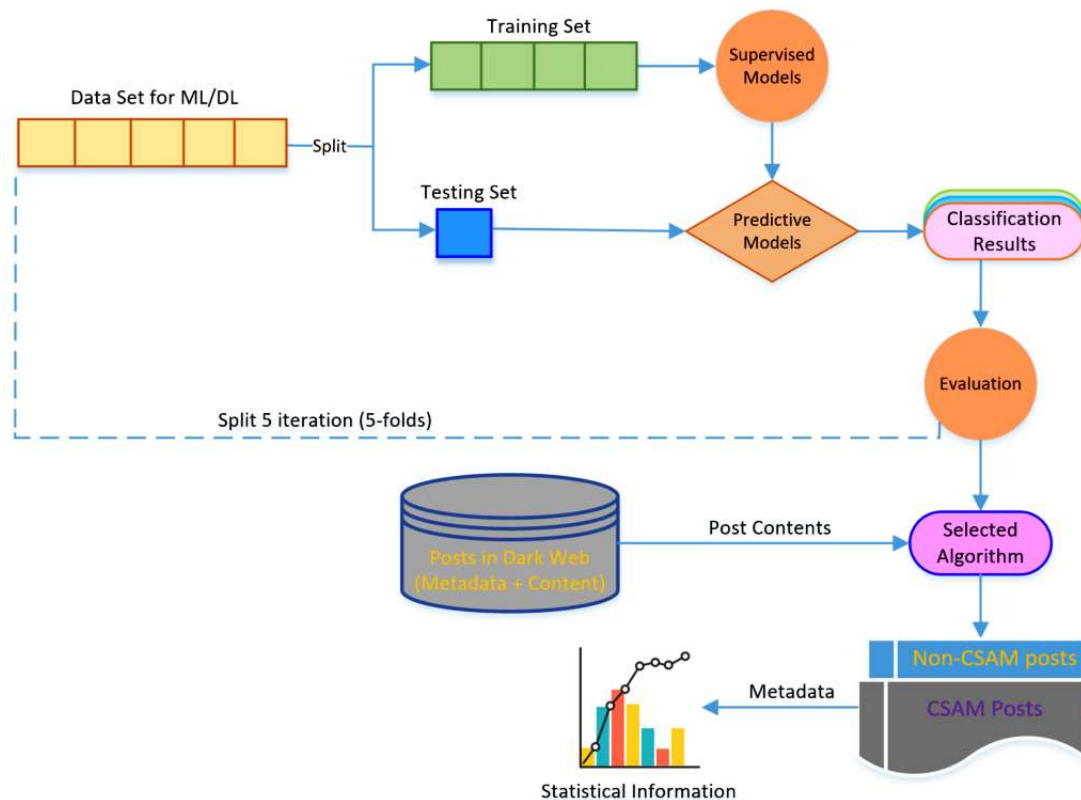 Training Set
Supervised
Models
Data Set for ML/DL
Split
Testing Set
Predictive
Models
Classification
Results
Evaluation
Split 5 iteration (5-folds)
Posts in Dark Web
(Metadata + Content)
Post Contents
Selected
Algorithm
Non-CSAM posts
CSAM Posts
Metadata
Statistical Information